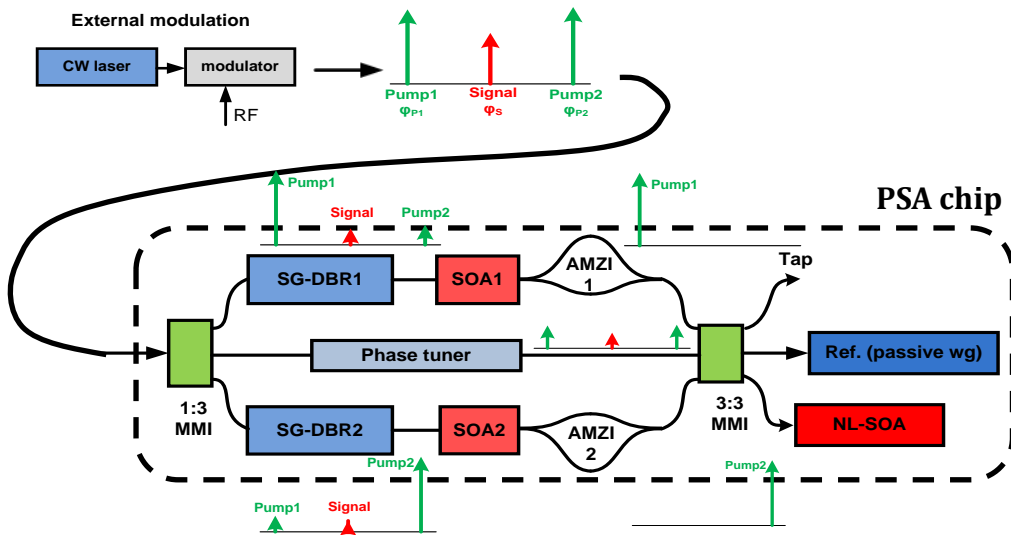 External modulation
CW laser
modulator
RF
Pump1
Signal
Pump2
φP1
φS
φP2
Pump1
Signal
Pump2
Pump1
PSA chip
SG-DBR1
SOA1
AMZI
1
Tap
Phase tuner
Ref. (passive wg)
1:3
MMI
3:3
MMI
SG-DBR2
SOA2
AMZI
2
NL-SOA
Pump2
Pump1
Signal
Pump2